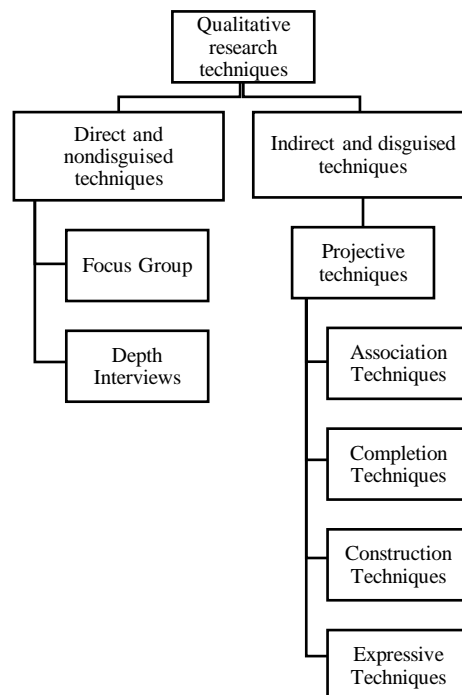 Qualitative
research
techniques
Direct and
nondisguised
techniques
Indirect and disguised
techniques
Focus Group
Depth
Interviews
Projective
techniques
Association
Techniques
Completion
Techniques
Construction
Techniques
Expressive
Techniques